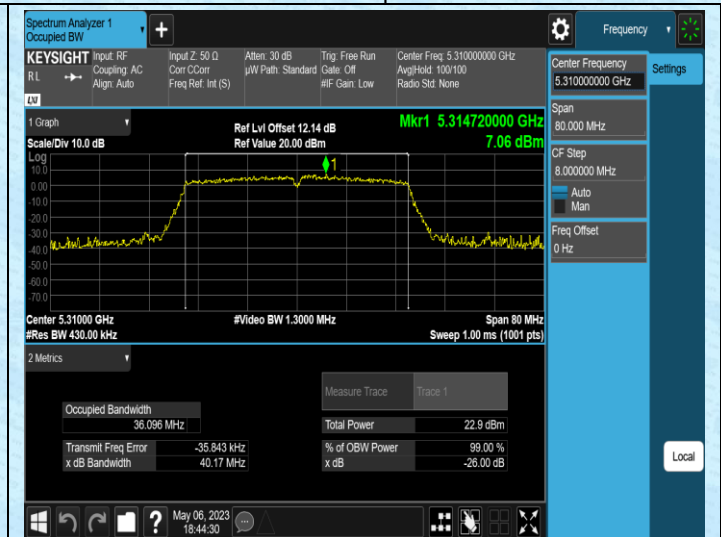 Spectrum Analyzer 1
Occupied BW
+
Frequency
KEYSIGHT
R L
LXI
Input: RF
Coupling: AC
Align: Auto
Input Z: 50 Ω
Corr CCorr
Freq Ref: Int (S)
Atten: 30 dB
µW Path: Standard
Trig: Free Run
Gate: Off
#IF Gain: Low
Center Freq: 5.310000000 GHz
Avg|Hold: 100/100
Radio Std: None
Center Frequency
5.310000000 GHz
Settings
Span
80.000 MHz
CF Step
8.000000 MHz
Auto
Man
Freq Offset
0 Hz
1 Graph
Scale/Div 10.0 dB
Ref Lvl Offset 12.14 dB
Ref Value 20.00 dBm
Mkr1 5.314720000 GHz
7.06 dBm
Log
10.0
0.00
-10.0
-20.0
-30.0
-40.0
-50.0
-60.0
-70.0
1
Center 5.31000 GHz
#Res BW 430.00 kHz
#Video BW 1.3000 MHz
Span 80 MHz
Sweep 1.00 ms (1001 pts)
2 Metrics
Measure Trace Trace 1
Occupied Bandwidth
36.096 MHz
Total Power 22.9 dBm
Transmit Freq Error -35.843 kHz
% of OBW Power 99.00 %
x dB Bandwidth 40.17 MHz
x dB -26.00 dB
Local
?
May 06, 2023
18:44:30